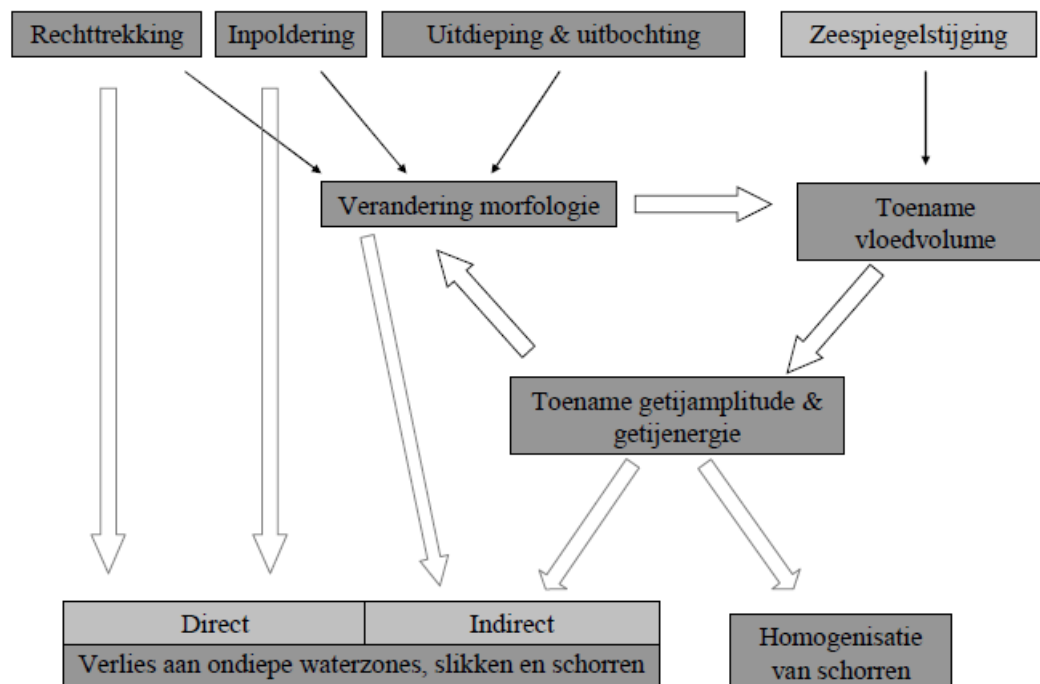 Rechttrekking
Inpoldering
Uitdieping & uitbochting
Zeespiegelstijging
Verandering morfologie
Toename
vloedvolume
Toename getijamplitude &
getijenergie
Direct
Indirect
Verlies aan ondiepe waterzones, slikken en schorren
Homogenisatie
van schorren